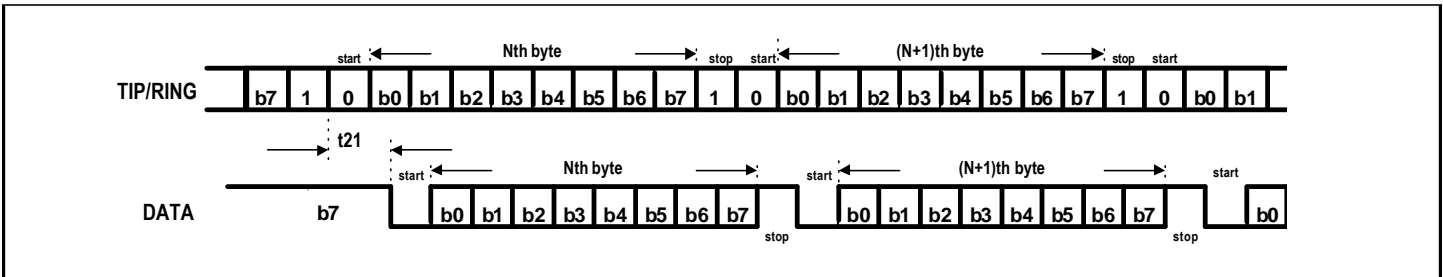 start Nth byte stop start (N+1)th byte stop start
TIP/RING b7 1 0 b0 b1 b2 b3 b4 b5 b6 b7 1 0 b0 b1 b2 b3 b4 b5 b6 b7 1 0 b0 b1
t21
start Nth byte start (N+1)th byte start
DATA b7 b0 b1 b2 b3 b4 b5 b6 b7 b0 b1 b2 b3 b4 b5 b6 b7 b0
stop stop